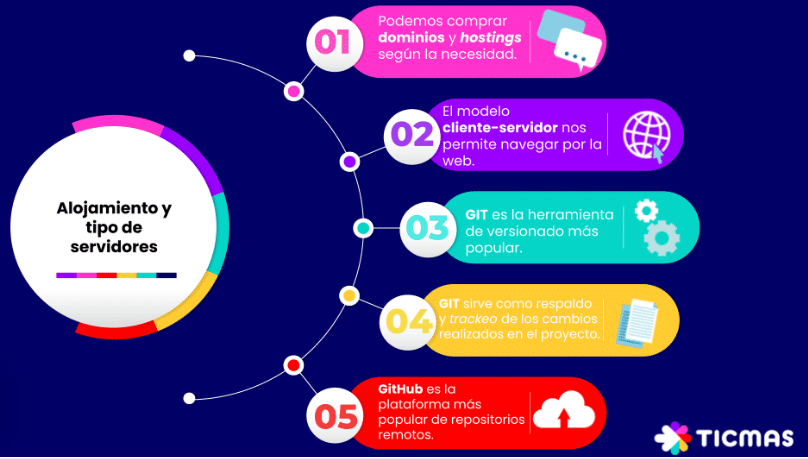 Alojamiento y
tipo de
servidores
01
Podemos comprar
dominios y hostings
según la necesidad.
02
El modelo
cliente-servidor nos
permite navegar por la
web.
03
GIT es la herramienta
de versionado más
popular.
04
GIT sirve como respaldo
y trackeo de los cambios
realizados en el proyecto.
05
GitHub es la
plataforma más
popular de repositorios
remotos.
TICMAS